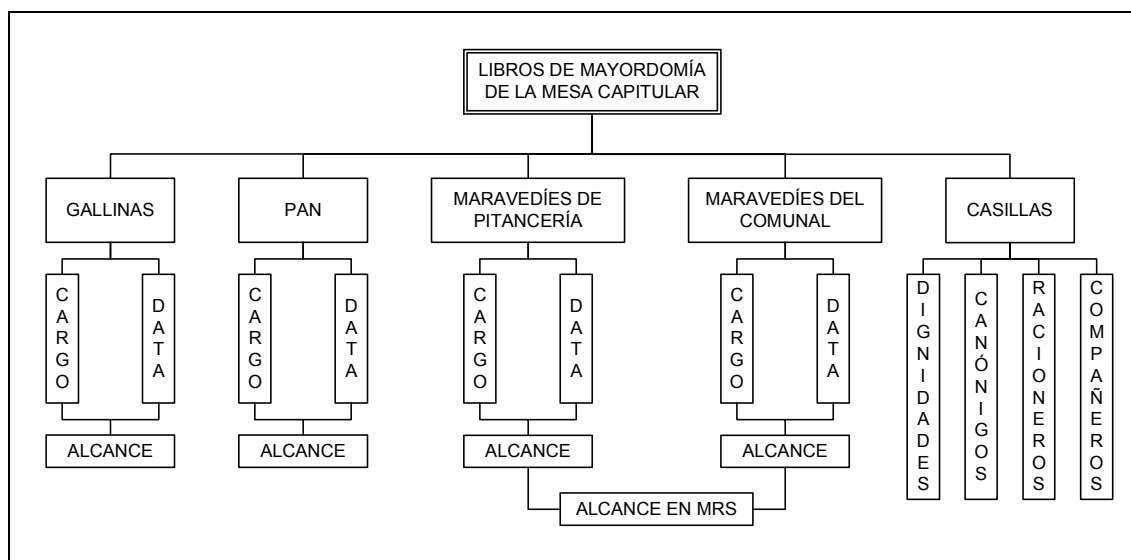 LIBROS DE MAYORDOMÍA
DE LA MESA CAPITULAR
GALLINAS
PAN
MARAVEDÍES DE
PITANCERÍA
MARAVEDÍES DEL
COMUNAL
CASILLAS
CARGO
DATA
CARGO
DATA
CARGO
DATA
CARGO
DATA
DIGNIDADES
CANÓNIGOS
RACIONEROS
COMPAÑEROS
ALCANCE
ALCANCE
ALCANCE
ALCANCE
ALCANCE EN MRS